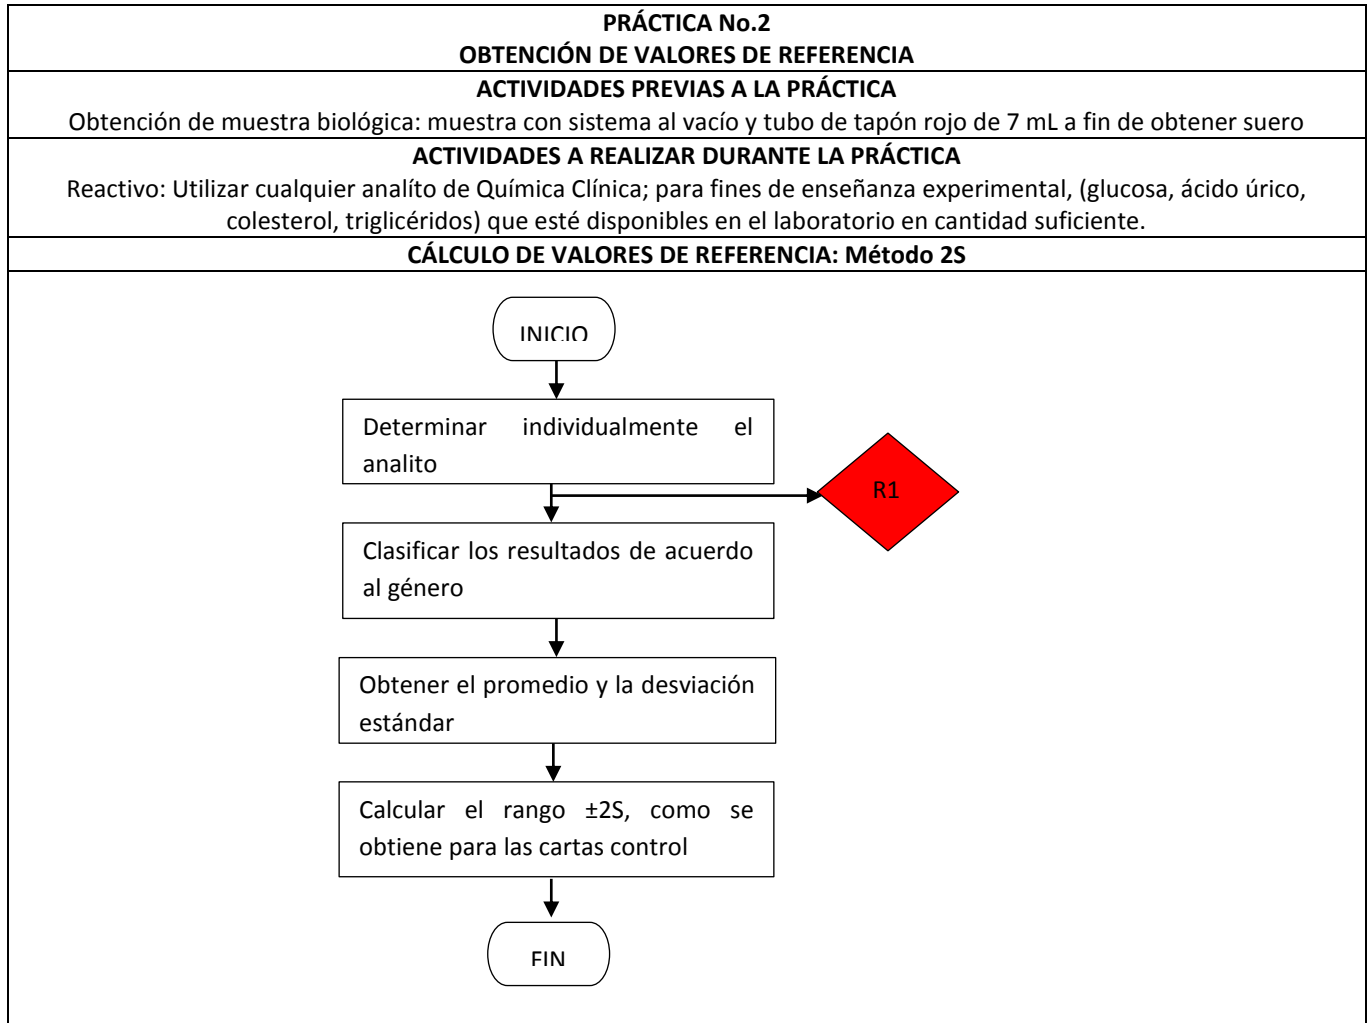 PRÁCTICA No.2
OBTENCIÓN DE VALORES DE REFERENCIA
ACTIVIDADES PREVIAS A LA PRÁCTICA
Obtención de muestra biológica: muestra con sistema al vacío y tubo de tapón rojo de 7 mL a fin de obtener suero
ACTIVIDADES A REALIZAR DURANTE LA PRÁCTICA
Reactivo: Utilizar cualquier analíto de Química Clínica; para fines de enseñanza experimental, (glucosa, ácido úrico,
colesterol, triglicéridos) que esté disponibles en el laboratorio en cantidad suficiente.
CÁLCULO DE VALORES DE REFERENCIA: Método 2S
INICIO
Determinar individualmente el
analito
R1
Clasificar los resultados de acuerdo
al género
Obtener el promedio y la desviación
estándar
Calcular el rango ±2S, como se
obtiene para las cartas control
FIN